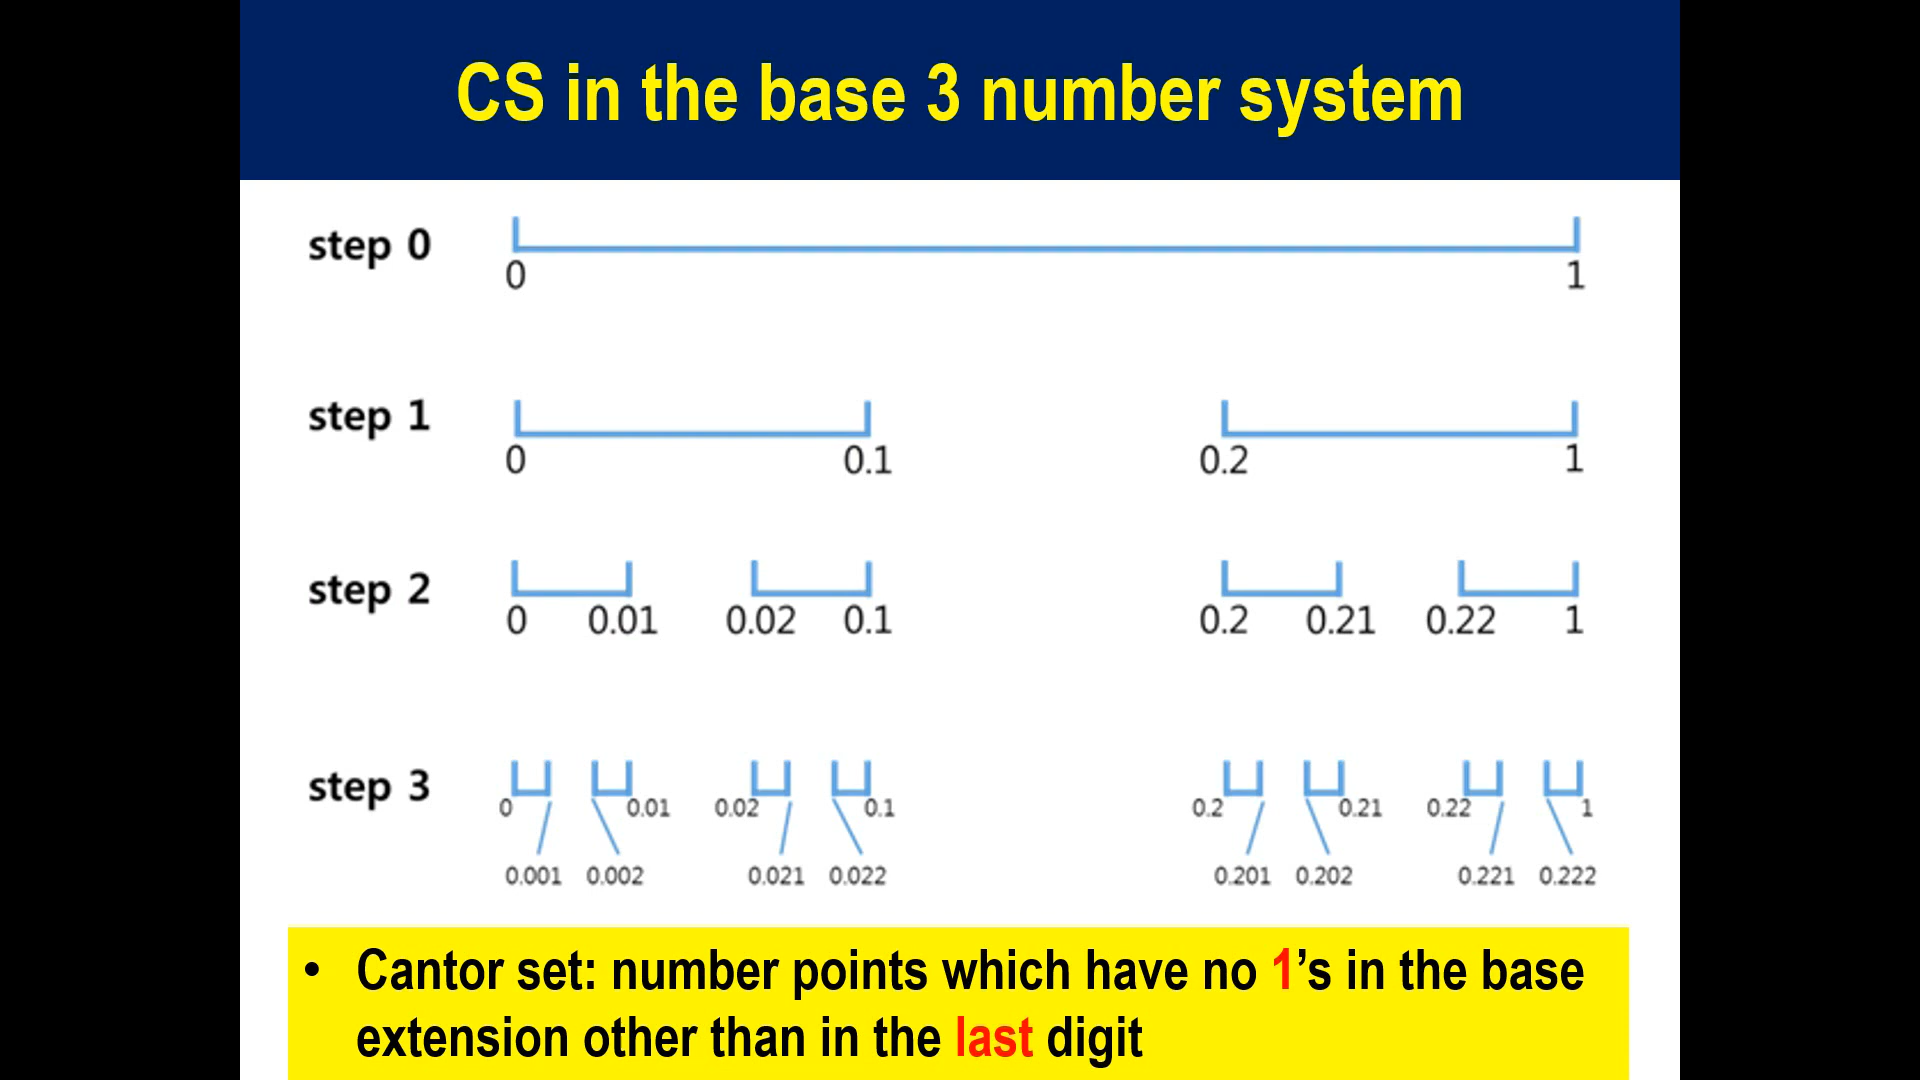 CS in the base 3 number system
step 0
0 1
step 1
0 0.1 0.2 1
step 2
0 0.01 0.02 0.1 0.2 0.21 0.22 1
step 3
0 0.01 0.02 0.1 0.2 0.21 0.22 1
0.001 0.002 0.021 0.022 0.201 0.202 0.221 0.222
• Cantor set: number points which have no 1’s in the base
extension other than in the last digit